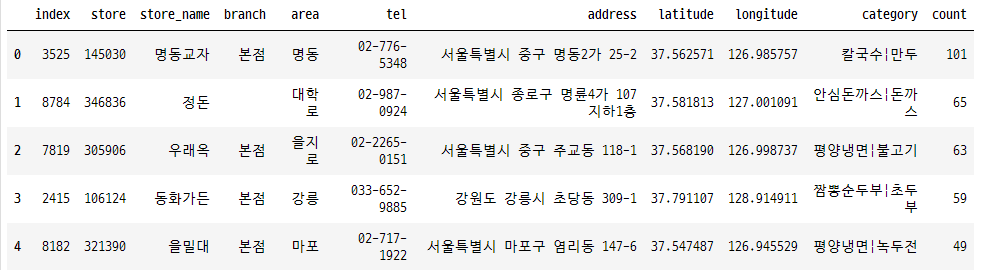 index store store_name branch area tel address latitude longitude category count
0 3525 145030 명동교자 본점 명동 02-776-5348 서울특별시 중구 명동2가 25-2 37.562571 126.985757 칼국수¦만두 101
1 8784 346836 정돈 대학로 02-987-0924 서울특별시 종로구 명륜4가 107 지하1층 37.581813 127.001091 안심돈까스¦돈까스 65
2 7819 305906 우래옥 본점 을지로 02-2265-0151 서울특별시 중구 주교동 118-1 37.568190 126.998737 평양냉면¦불고기 63
3 2415 106124 동화가든 본점 강릉 033-652-9885 강원도 강릉시 초당동 309-1 37.791107 128.914911 짬뽕순두부¦초두부 59
4 8182 321390 을밀대 본점 마포 02-717-1922 서울특별시 마포구 염리동 147-6 37.547487 126.945529 평양냉면¦녹두전 49